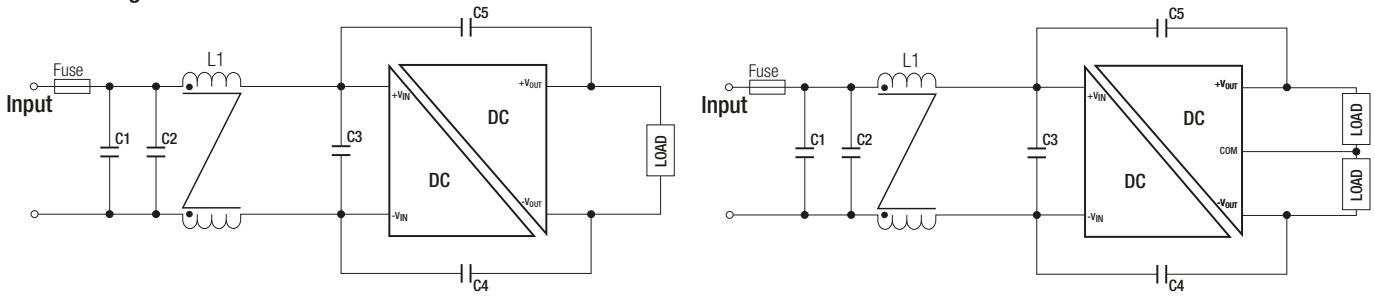 C5
Fuse
L1
Input
+VIN
+VOUT
DC
C1
C2
C3
LOAD
DC
-VIN
-VOUT
C4
C5
Fuse
L1
Input
+VIN
+VOUT
DC
LOAD
C1
C2
C3
COM
DC
LOAD
-VIN
-VOUT
C4